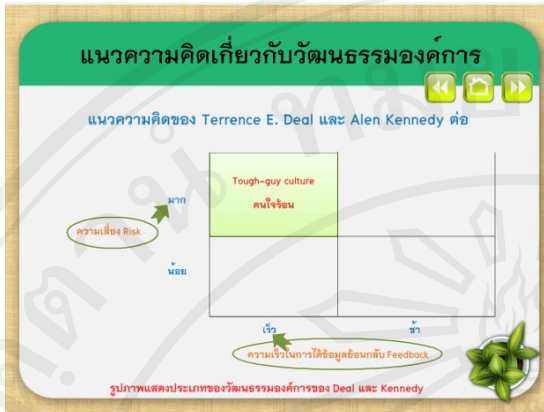 แนวความคิดเกี่ยวกับวัฒนธรรมองค์การ
แนวความคิดของ Terrence E. Deal และ Alen Kennedy ต่อ
Tough-guy culture
คนใจร้อน
มาก
ความเสี่ยง Risk
น้อย
เร็ว
ช้า
ความเร็วในการได้ข้อมูลย้อนกลับ Feedback
รูปภาพแสดงประเภทของวัฒนธรรมองค์การของ Deal และ Kennedy